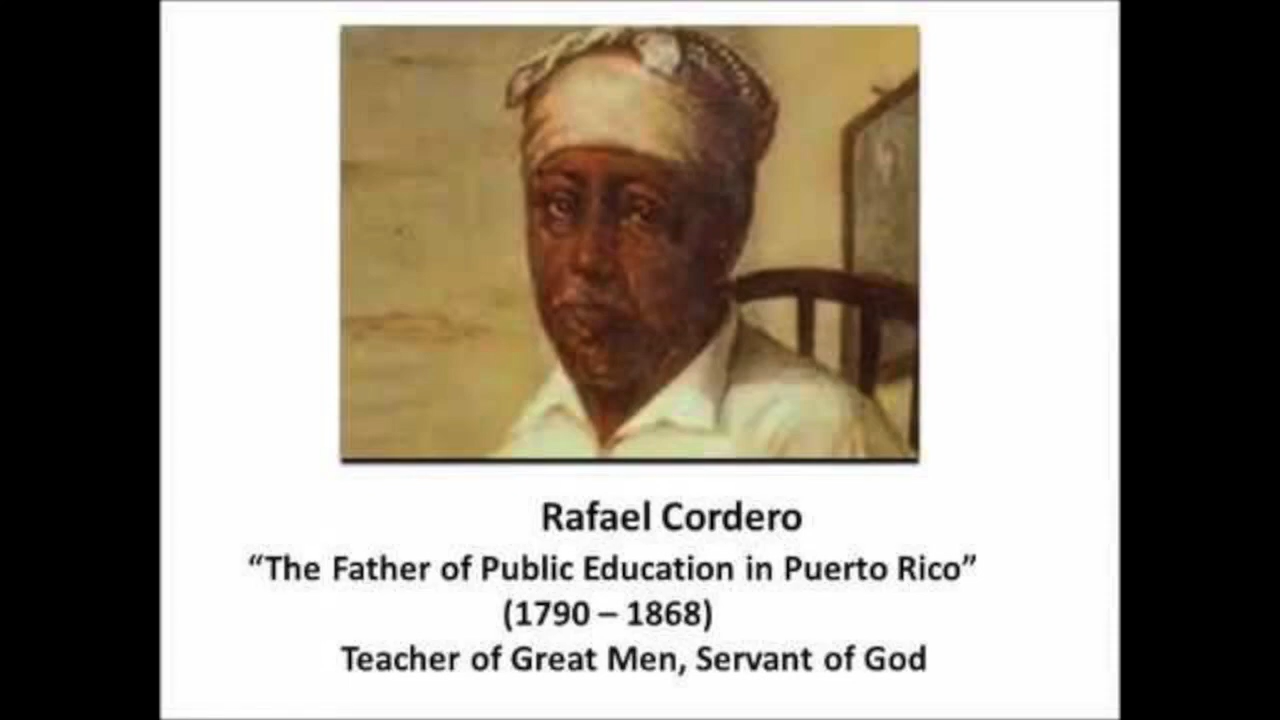 Rafael Cordero
“The Father of Public Education in Puerto Rico”
(1790 – 1868)
Teacher of Great Men, Servant of God